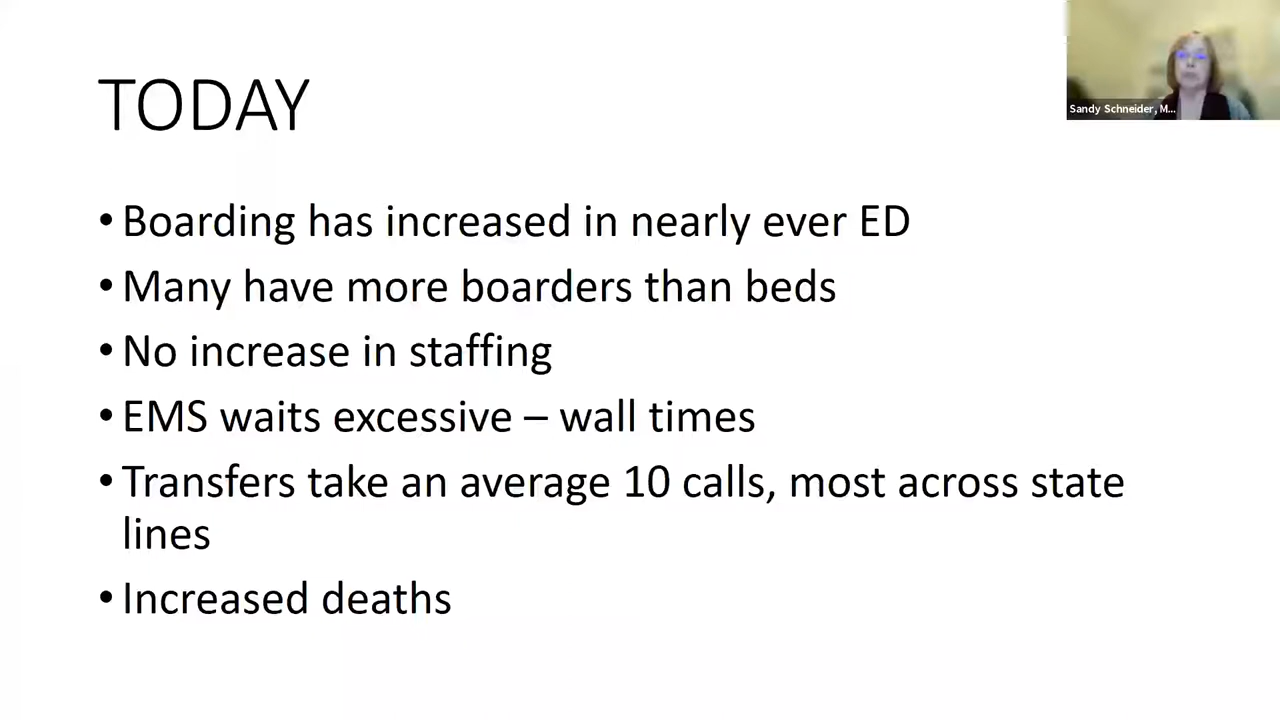 TODAY
Sandy Schneider, M...
• Boarding has increased in nearly ever ED
• Many have more boarders than beds
• No increase in staffing
• EMS waits excessive – wall times
• Transfers take an average 10 calls, most across state
lines
• Increased deaths